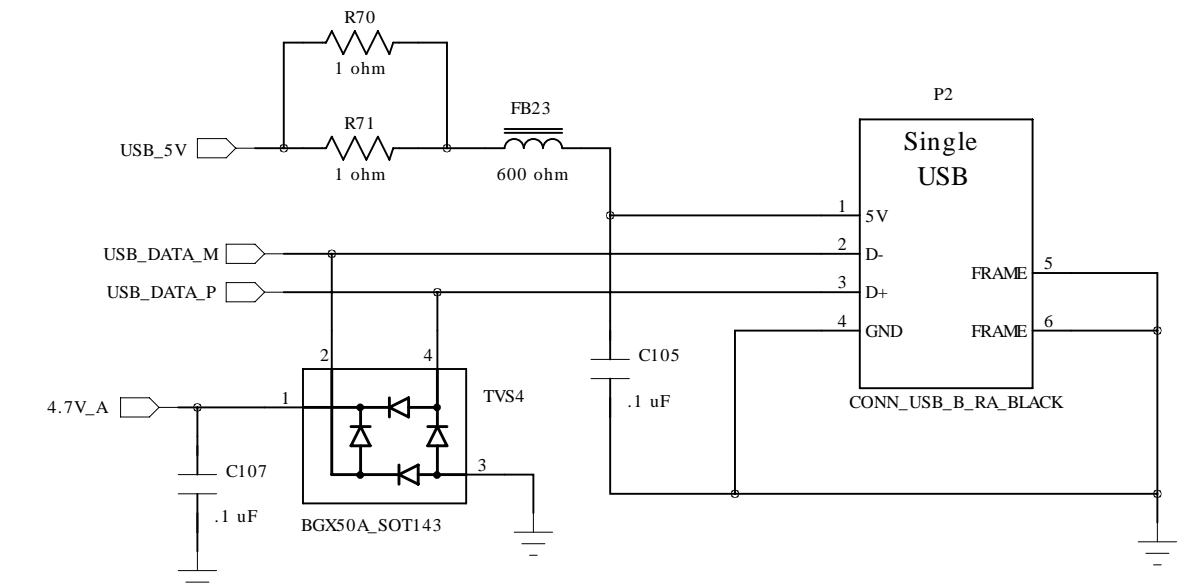 R70
1 ohm
R71
USB_5V
1 ohm
FB23
600 ohm
P2
Single
USB
1
5V
USB_DATA_M
2
D-
USB_DATA_P
3
D+
4
GND
FRAME
5
FRAME
6
CONN_USB_B_RA_BLACK
2
4
TVS4
4.7V_A
1
3
BGX50A_SOT143
C105
.1 uF
C107
.1 uF